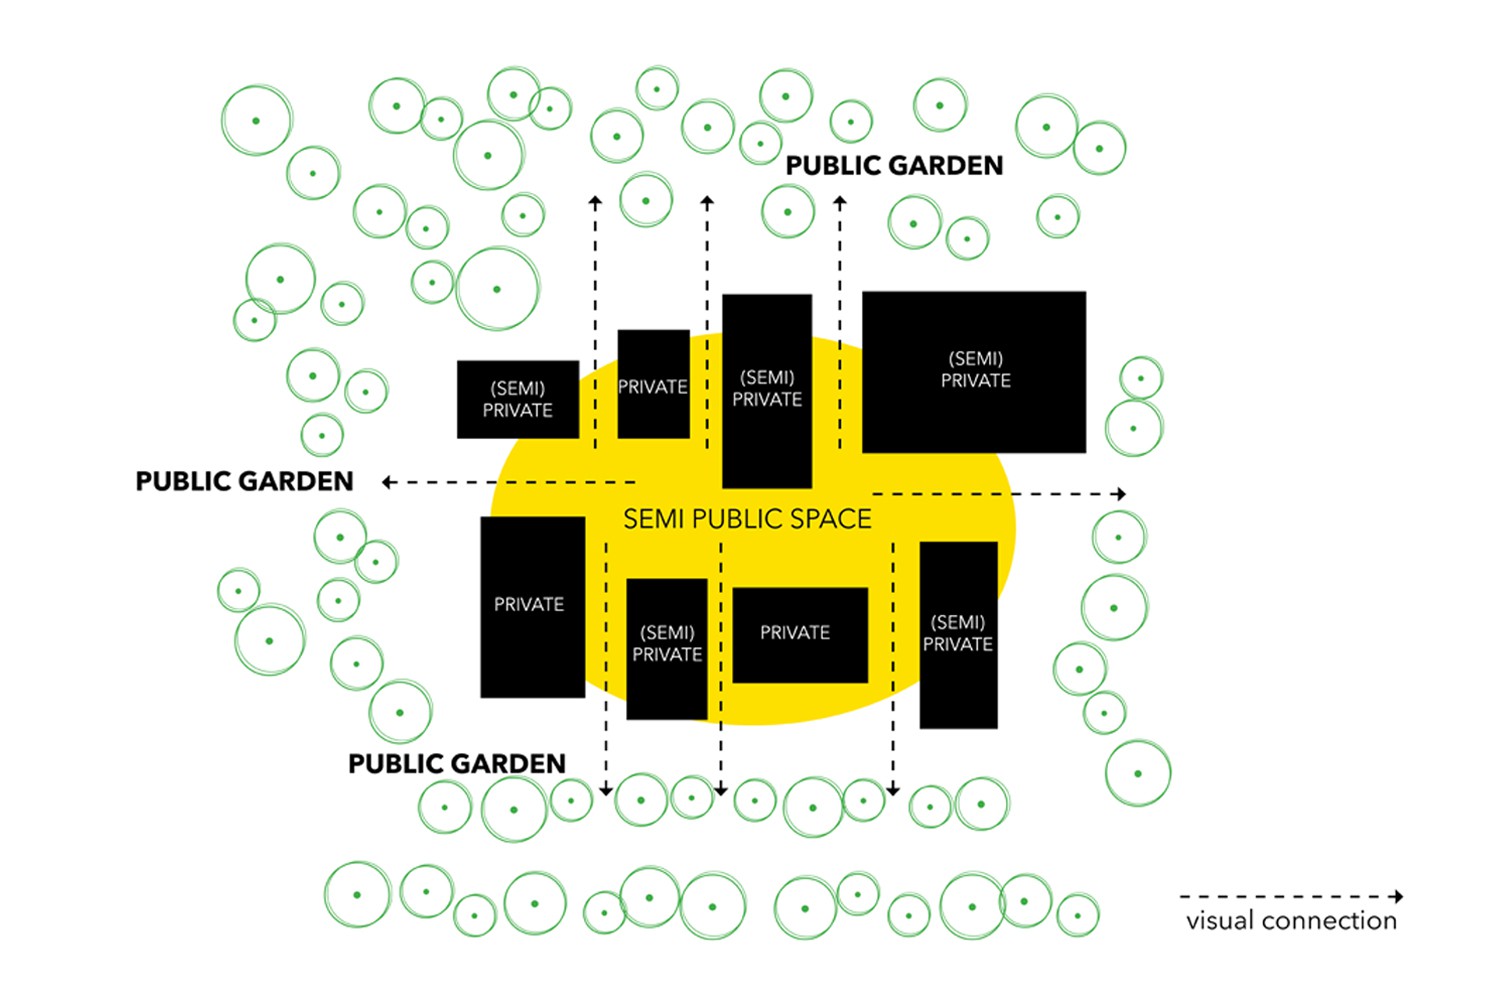 PUBLIC GARDEN
(SEMI)
PRIVATE
PRIVATE
(SEMI)
PRIVATE
(SEMI)
PRIVATE
PUBLIC GARDEN
SEMI PUBLIC SPACE
PRIVATE
(SEMI)
PRIVATE
PRIVATE
(SEMI)
PRIVATE
PUBLIC GARDEN
visual connection